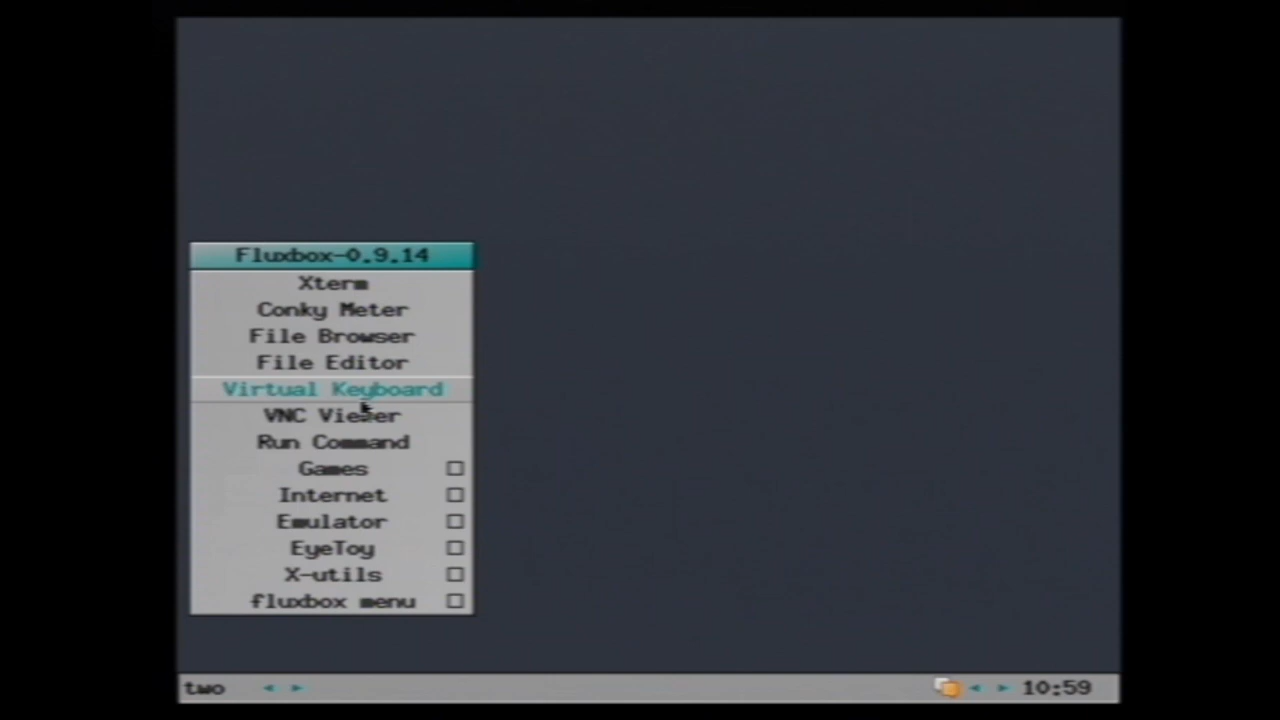 Fluxbox-0.9.14
Xterm
Conky Meter
File Browser
File Editor
Virtual Keyboard
VNC Viewer
Run Command
Games
Internet
Emulator
EyeToy
X-utils
fluxbox menu
two
10:59